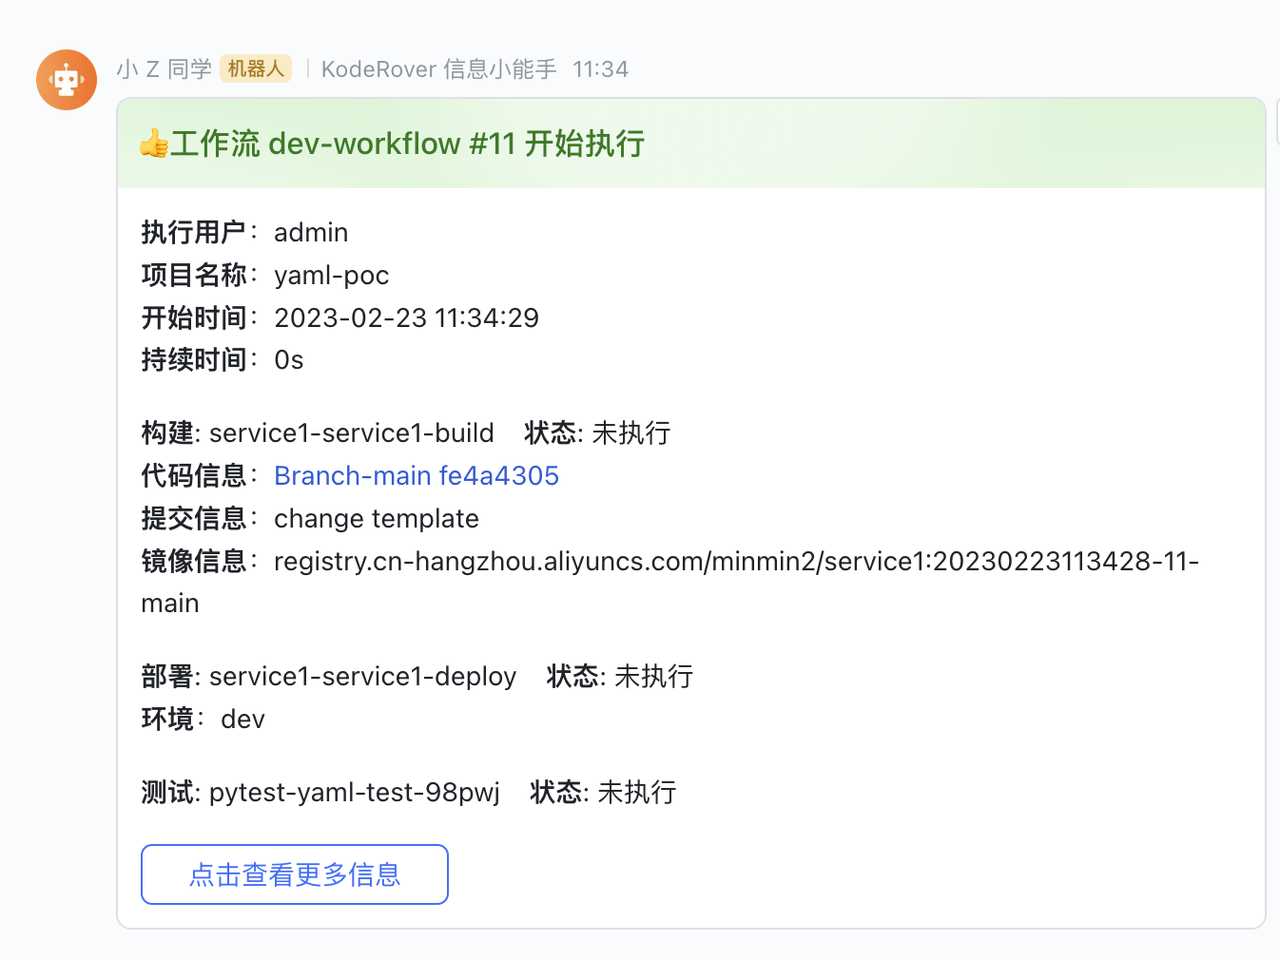 小 Z 同学 机器人 | KodeRover 信息小能手 11:34
👍工作流 dev-workflow #11 开始执行
执行用户： admin
项目名称： yaml-poc
开始时间： 2023-02-23 11:34:29
持续时间： 0s
构建: service1-service1-build 状态: 未执行
代码信息： Branch-main fe4a4305
提交信息： change template
镜像信息： registry.cn-hangzhou.aliyuncs.com/minmin2/service1:20230223113428-11-
main
部署: service1-service1-deploy 状态: 未执行
环境： dev
测试: pytest-yaml-test-98pwj 状态: 未执行
点击查看更多信息